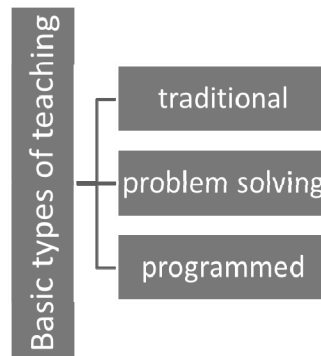 Basic types of teaching
traditional
problem solving
programmed